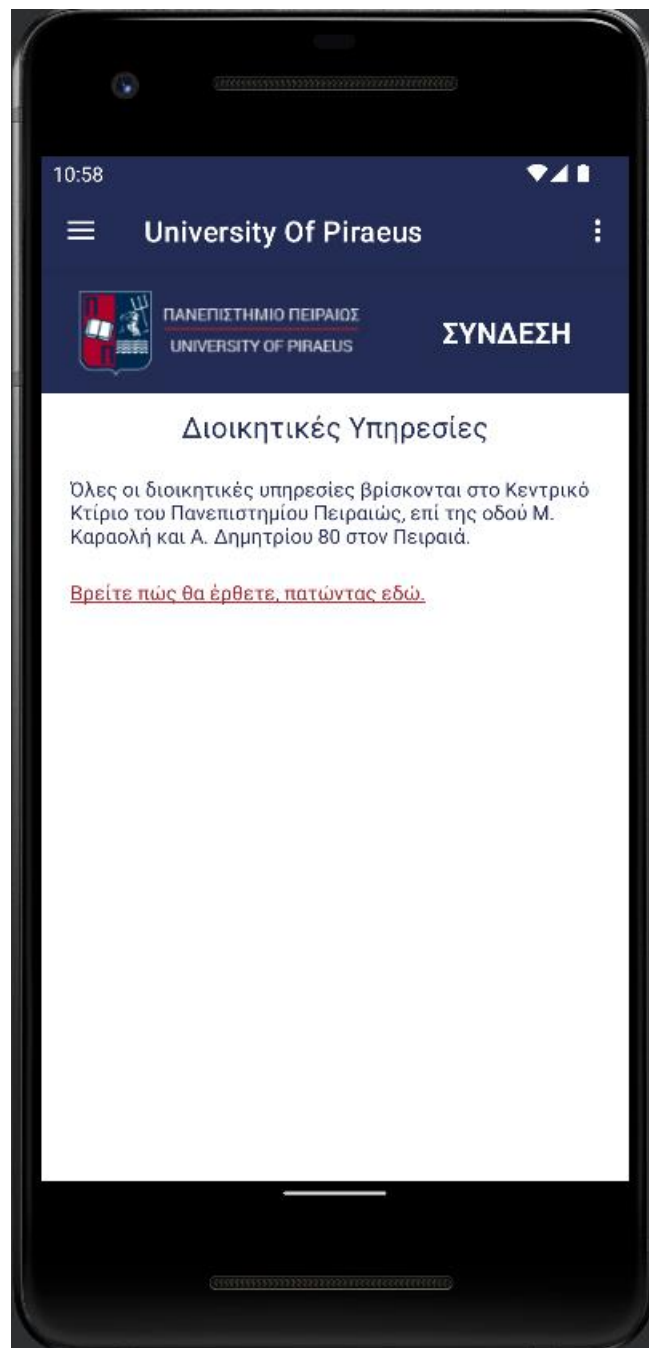 10:58
University Of Piraeus
ΠΑΝΕΠΙΣΤΗΜΙΟ ΠΕΙΡΑΙΩΣ
UNIVERSITY OF PIRAEUS
ΣΥΝΔΕΣΗ
Διοικητικές Υπηρεσίες
Όλες οι διοικητικές υπηρεσίες βρίσκονται στο Κεντρικό
Κτίριο του Πανεπιστημίου Πειραιώς, επί της οδού Μ.
Καραολή και Α. Δημητρίου 80 στον Πειραιά.
Βρείτε πώς θα έρθετε, πατώντας εδώ.